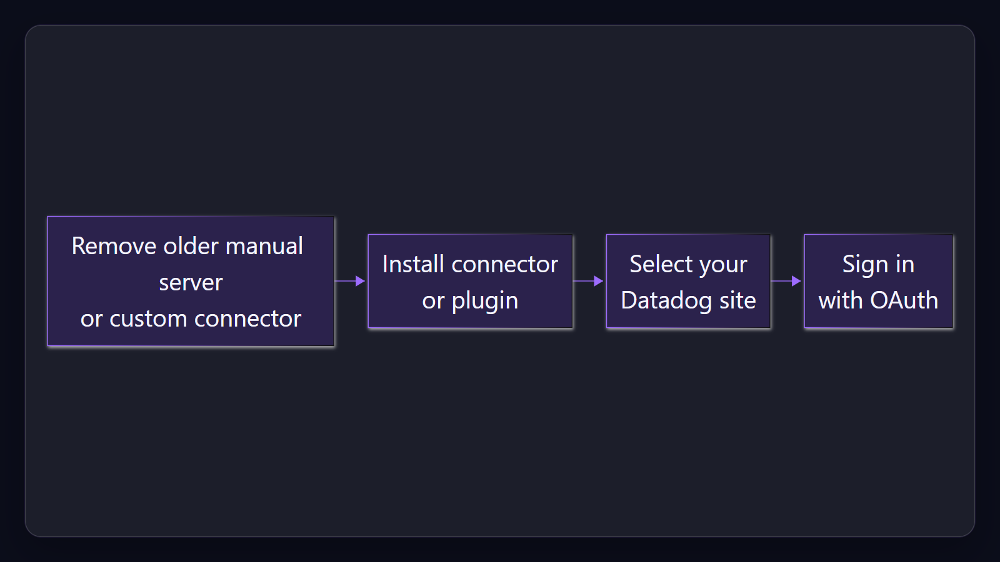 Remove older manual
server
or custom connector
Install connector
or plugin
Select your
Datadog site
Sign in
with OAuth